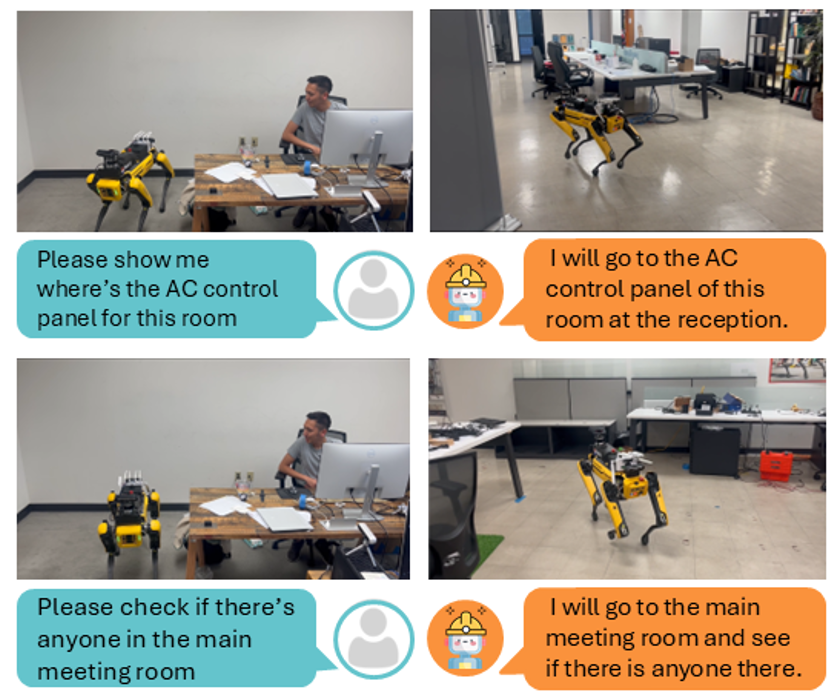 Please show me
where's the AC control
panel for this room
I will go to the AC
control panel of this
room at the reception.
Please check if there's
anyone in the main
meeting room
I will go to the main
meeting room and see
if there is anyone there.